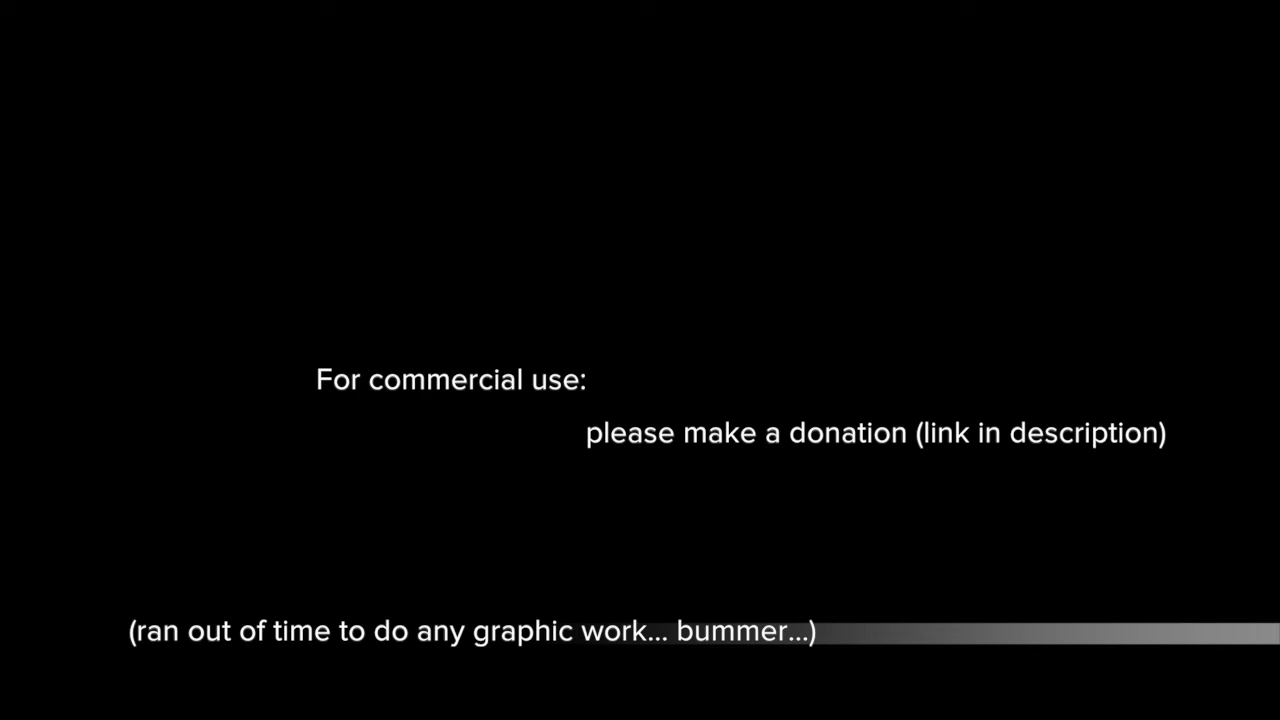 For commercial use:
please make a donation (link in description)
(ran out of time to do any graphic work... bummer...)